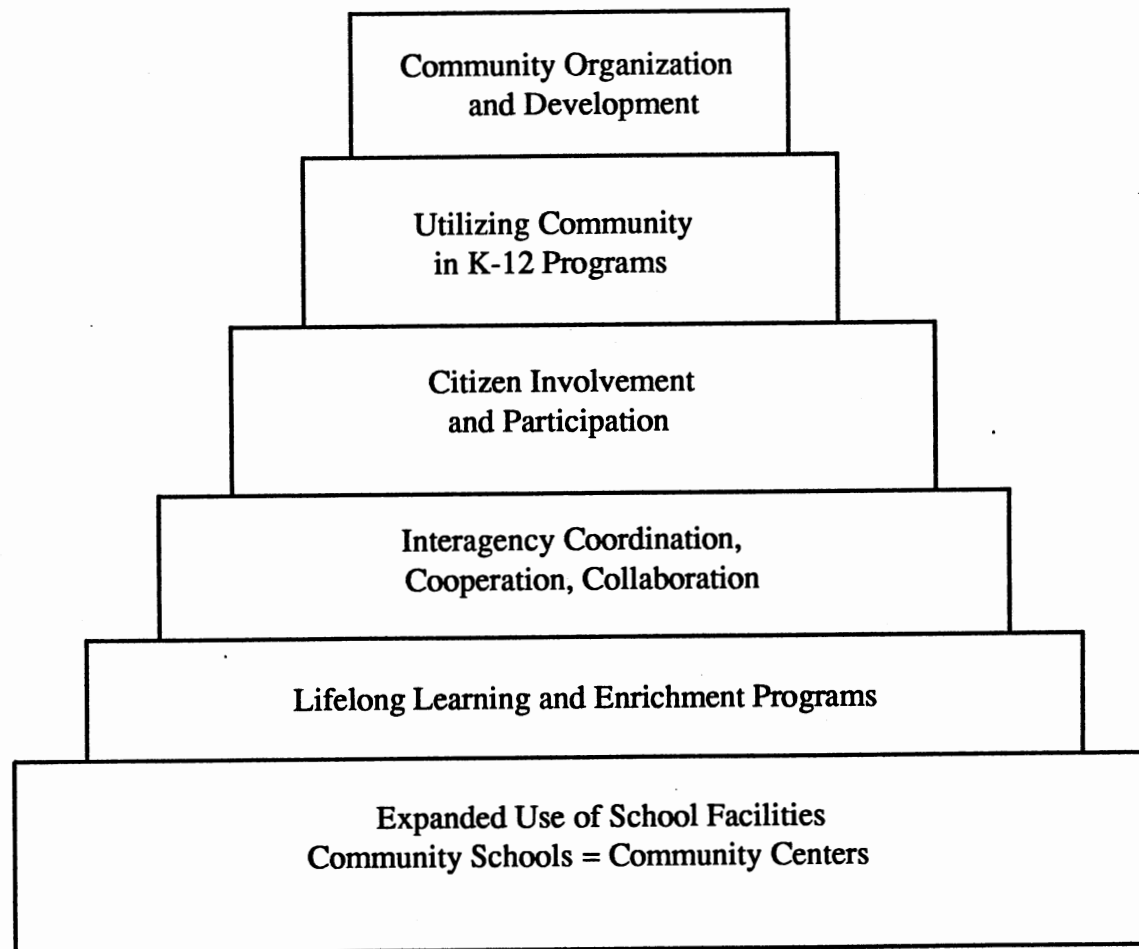 Community Organization
and Development
Utilizing Community
in K-12 Programs
Citizen Involvement
and Participation
Interagency Coordination,
Cooperation, Collaboration
Lifelong Learning and Enrichment Programs
Expanded Use of School Facilities
Community Schools = Community Centers